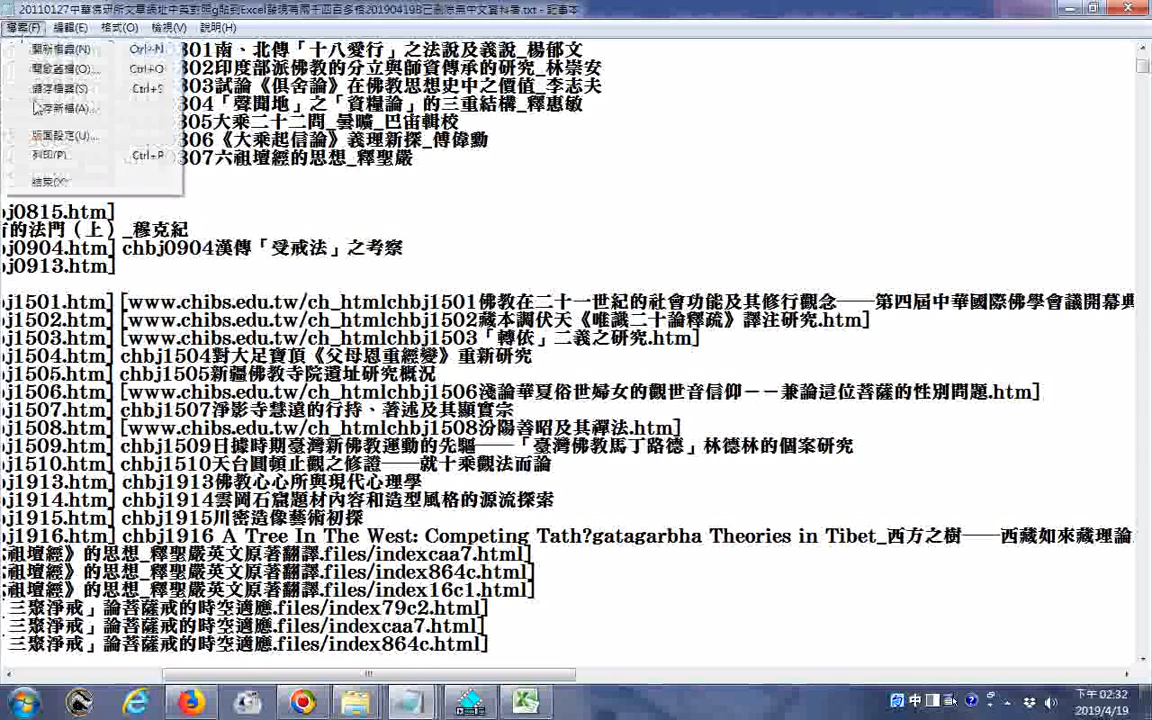 20110127中華佛研所文章網址中英對照g貼到Excel發現有兩千四百多檔201904198已刪除無中文資料者.txt - 記事本
檔案(F) 編輯(E) 格式(O) 檢視(V) 說明(H)
開新檔案(N) Ctrl+N
開啟舊檔(O)... Ctrl+O
儲存檔案(S) Ctrl+S
另存新檔(A)...
版面設定(U)...
列印(P)... Ctrl+P
結束(X)
301南、北傳「十八愛行」之法說及義說_楊郁文
302印度部派佛教的分立與師資傳承的研究_林崇安
303試論《俱舍論》在佛教思想史中之價值_李志夫
304「聲聞地」之「資糧論」的三重結構_釋惠敏
305大乘二十二問_曇曠_巴宙輯校
306《大乘起信論》義理新探_傅偉勳
307六祖壇經的思想_釋聖嚴
bj0815.htm]
的法門（上）_穆克紀
bj0904.htm] chbj0904漢傳「受戒法」之考察
bj0913.htm]
bj1501.htm] [www.chibs.edu.tw/ch_htmlchbj1501佛教在二十一世紀的社會功能及其修行觀念──第四屆中華國際佛學會議開幕典
bj1502.htm] [www.chibs.edu.tw/ch_htmlchbj1502藏本調伏天《唯識二十論釋疏》譯注研究.htm]
bj1503.htm] [www.chibs.edu.tw/ch_htmlchbj1503「轉依」二義之研究.htm]
bj1504.htm] chbj1504對大足寶頂《父母恩重經變》重新研究
bj1505.htm] chbj1505新疆佛教寺院遺址研究概況
bj1506.htm] [www.chibs.edu.tw/ch_htmlchbj1506淺論華夏俗世婦女的觀世音信仰－－兼論這位菩薩的性別問題.htm]
bj1507.htm] chbj1507淨影寺慧遠的行持、著述及其顯實宗
bj1508.htm] [www.chibs.edu.tw/ch_htmlchbj1508汾陽善昭及其禪法.htm]
bj1509.htm] chbj1509日據時期臺灣新佛教運動的先驅──「臺灣佛教馬丁路德」林德林的個案研究
bj1510.htm] chbj1510天台圓頓止觀之修證──就十乘觀法而論
bj1913.htm] chbj1913佛教心心所與現代心理學
bj1914.htm] chbj1914雲岡石窟題材內容和造型風格的源流探索
bj1915.htm] chbj1915川密造像藝術初探
bj1916.htm] chbj1916 A Tree In The West: Competing Tath?gatagarbha Theories in Tibet_西方之樹──西藏如來藏理論
祖壇經》的思想_釋聖嚴英文原著翻譯.files/indexcaa7.html]
祖壇經》的思想_釋聖嚴英文原著翻譯.files/index864c.html]
祖壇經》的思想_釋聖嚴英文原著翻譯.files/index16c1.html]
三聚淨戒」論菩薩戒的時空適應.files/index79c2.html]
三聚淨戒」論菩薩戒的時空適應.files/indexcaa7.html]
三聚淨戒」論菩薩戒的時空適應.files/index864c.html]
中
下午 02:32
2019/4/19